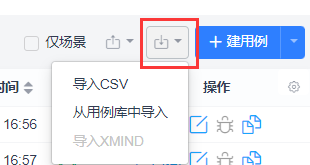 仅场景
建用例
时间
操作
导入CSV
从用例库中导入
导入XMIND
16:56
16:57